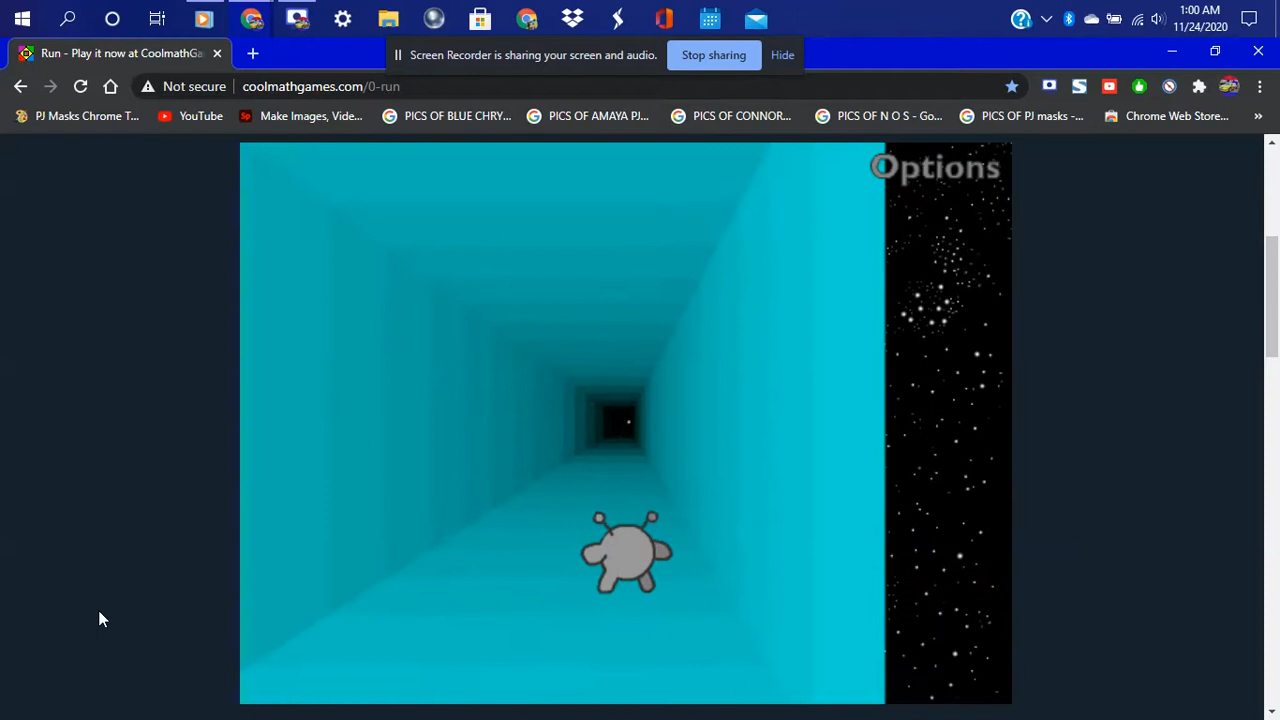 1:00 AM
11/24/2020
Run - Play it now at CoolmathGa
Screen Recorder is sharing your screen and audio.
Stop sharing
Hide
Not secure
coolmathgames.com/0-run
PJ Masks Chrome T...
YouTube
Make Images, Vide...
PICS OF BLUE CHRY...
PICS OF AMAYA PJ...
PICS OF CONNOR...
PICS OF N O S - Go...
PICS OF PJ masks - ...
Chrome Web Store...
Options